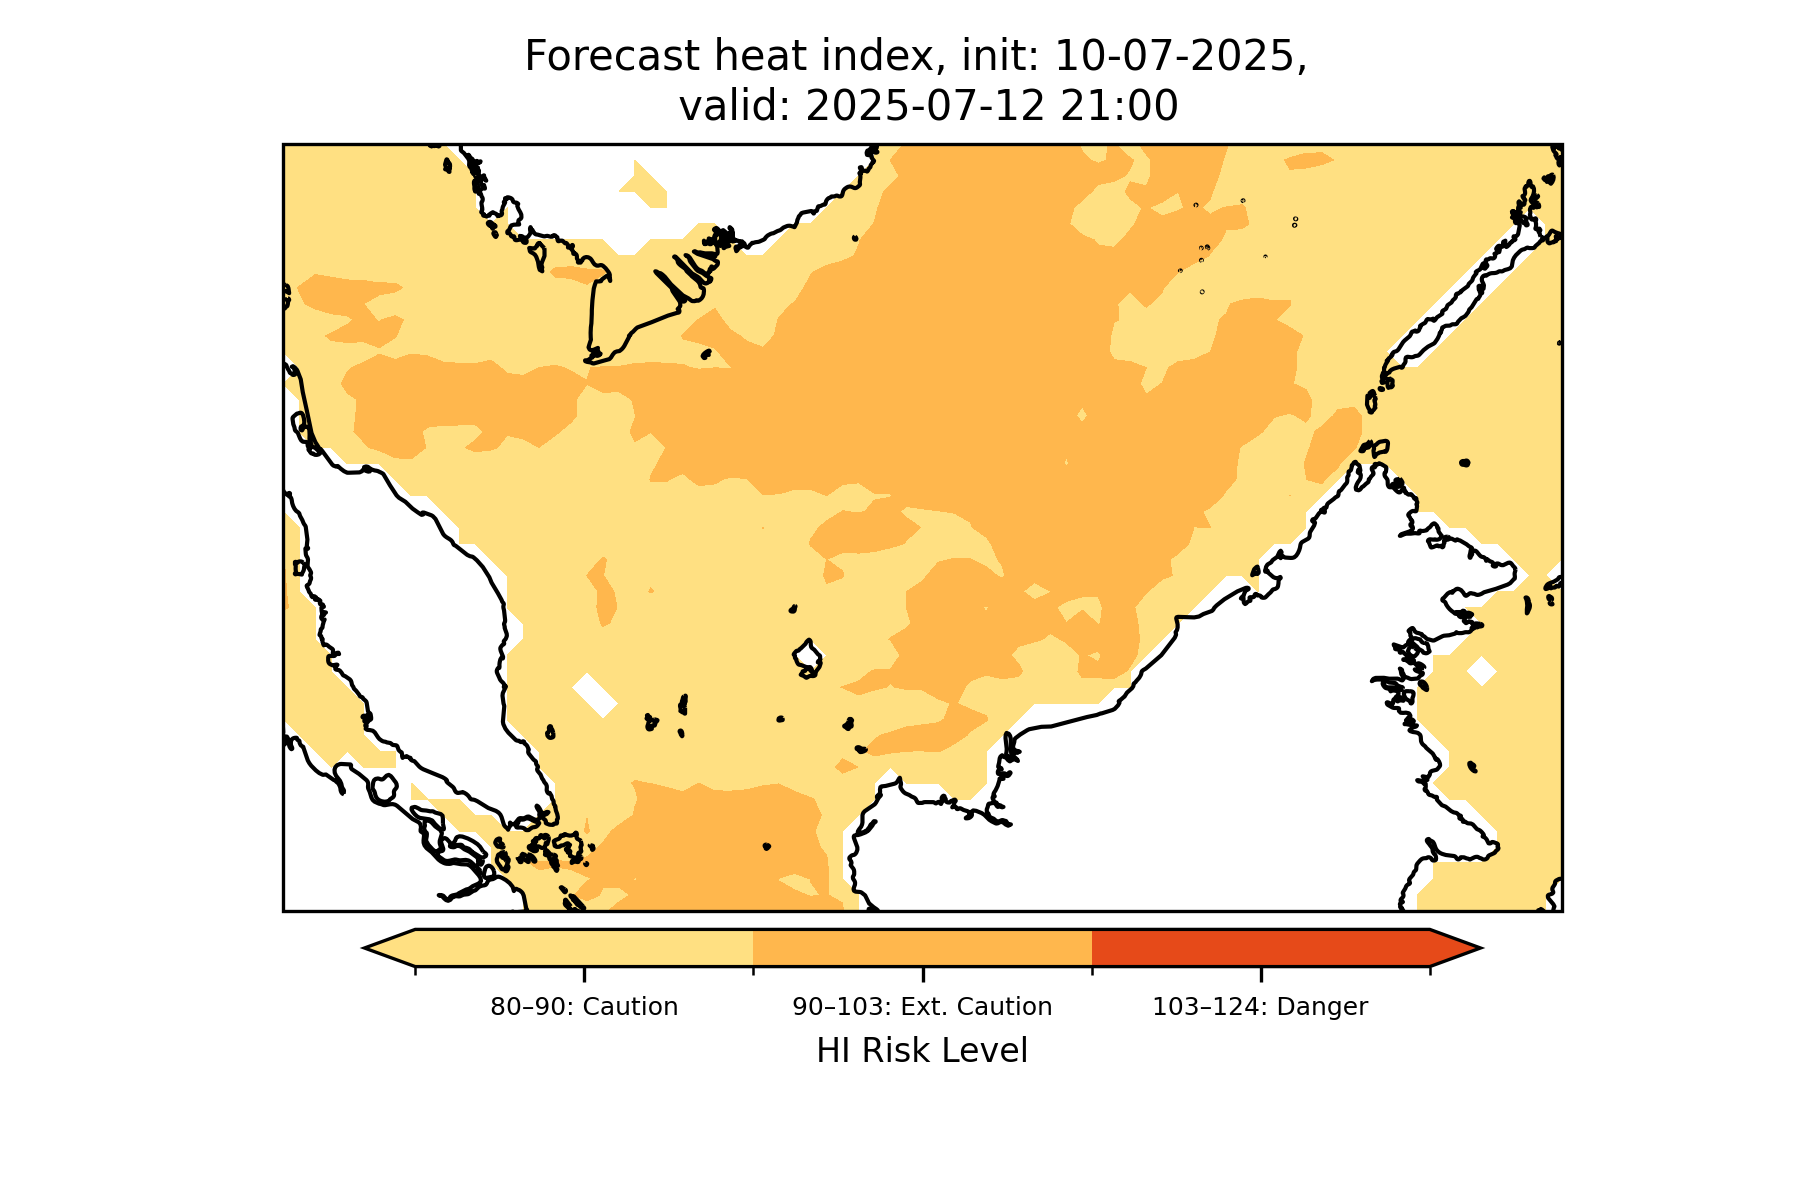 Forecast heat index, init: 10-07-2025,
valid: 2025-07-12 21:00
80–90: Caution
90–103: Ext. Caution
103–124: Danger
HI Risk Level